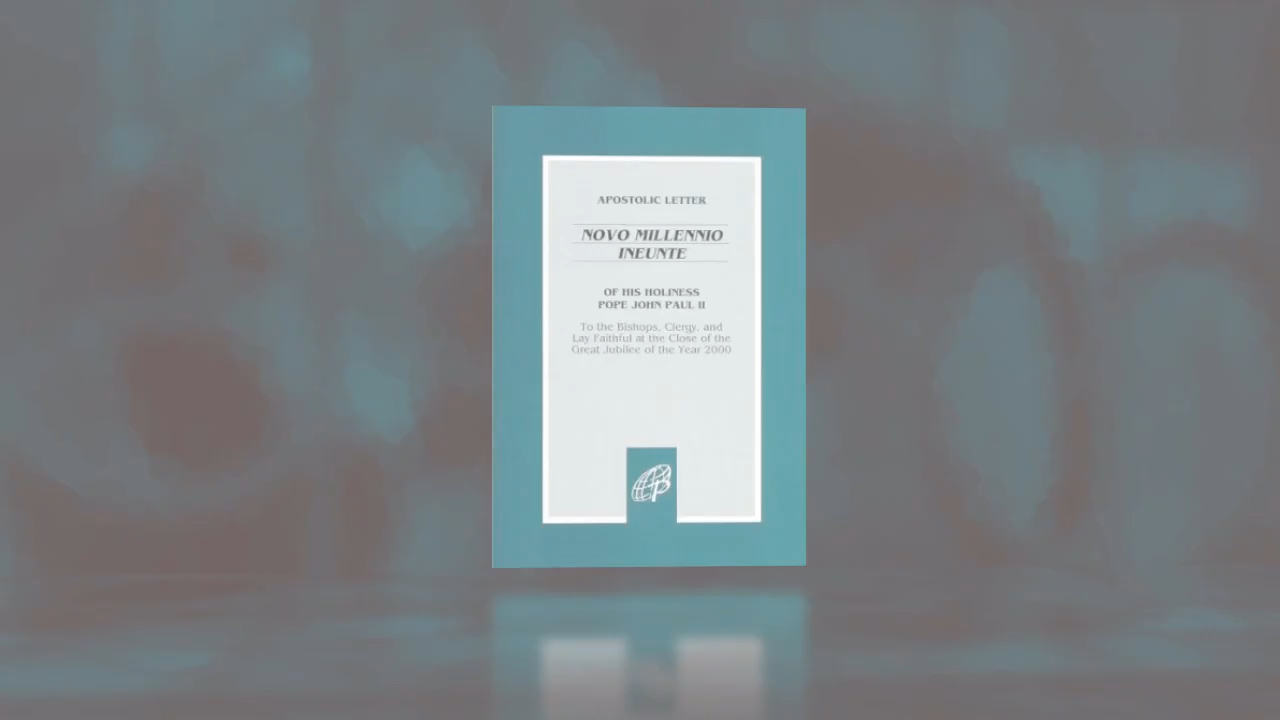 APOSTOLIC LETTER
NOVO MILLENNIO
INEUNTE
OF HIS HOLINESS
POPE JOHN PAUL II
To the Bishops, Clergy, and
Lay Faithful at the Close of the
Great Jubilee of the Year 2000